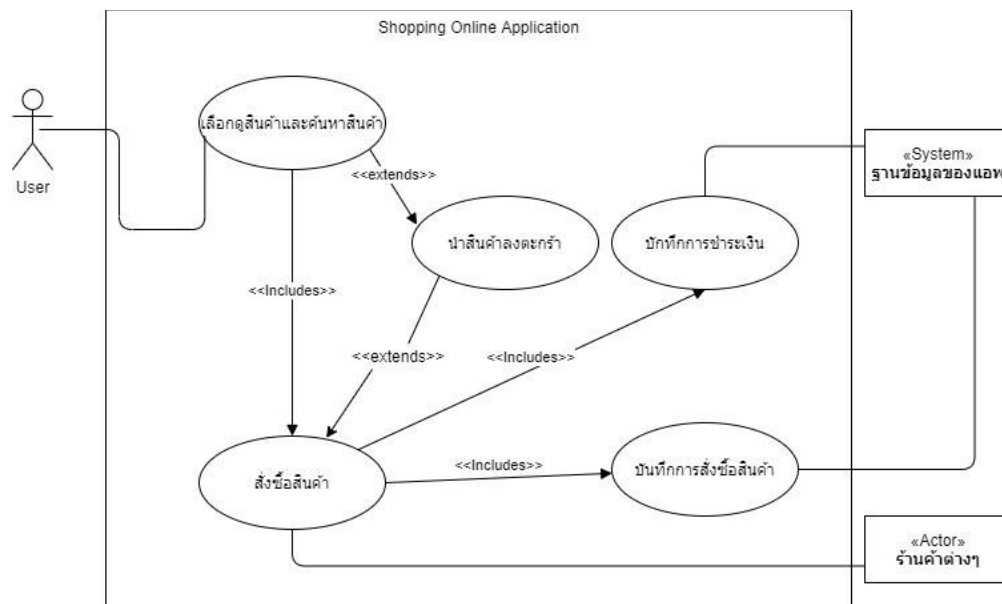 Shopping Online Application
เลือกดูสินค้าและค้นหาสินค้า
User
<<extends>>
«System»
ฐานข้อมูลของแอพ
นำสินค้าลงตะกร้า
บักทึกการชำระเงิน
<<Includes>>
<<extends>>
<<Includes>>
<<Includes>>
สั่งซื้อสินค้า
บันทึกการสั่งซื้อสินค้า
«Actor»
ร้านค้าต่างๆ